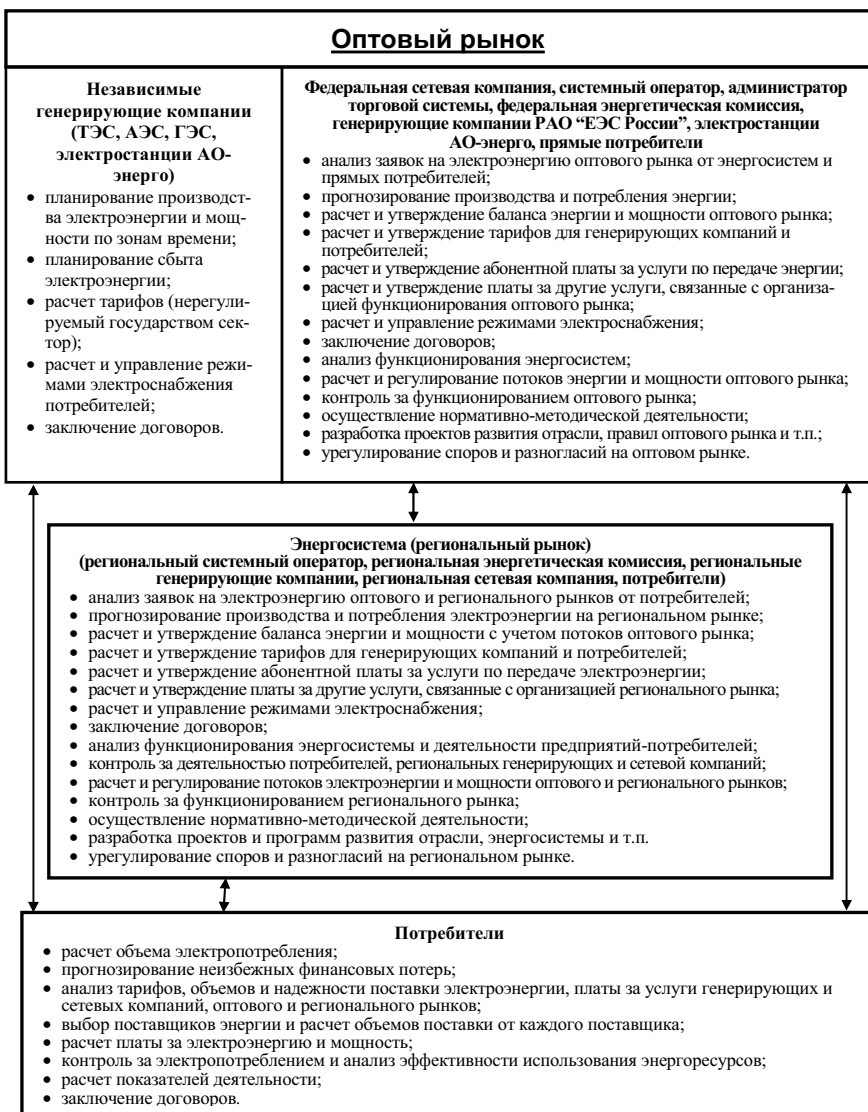 Оптовый рынок
Независимые
генерирующие компании
(ТЭС, АЭС, ГЭС,
электростанции АО-
энерго)
• планирование производст-
ва электроэнергии и мощ-
ности по зонам времени;
• планирование сбыта
электроэнергии;
• расчет тарифов (нерегули-
руемый государством сек-
тор);
• расчет и управление режи-
мами электроснабжения
потребителей;
• заключение договоров.
Федеральная сетевая компания, системный оператор, администратор
торговой системы, федеральная энергетическая комиссия,
генерирующие компании РАО “ЕЭС России”, электростанции
АО-энерго, прямые потребители
• анализ заявок на электроэнергию оптового рынка от энергосистем и
прямых потребителей;
• прогнозирование производства и потребления энергии;
• расчет и утверждение баланса энергии и мощности оптового рынка;
• расчет и утверждение тарифов для генерирующих компаний и
потребителей;
• расчет и утверждение абонентной платы за услуги по передаче энергии;
• расчет и утверждение платы за другие услуги, связанные с организа-
цией функционирования оптового рынка;
• расчет и управление режимами электроснабжения;
• заключение договоров;
• анализ функционирования энергосистем;
• расчет и регулирование потоков энергии и мощности оптового рынка;
• контроль за функционированием оптового рынка;
• осуществление нормативно-методической деятельности;
• разработка проектов развития отрасли, правил оптового рынка и т.п.;
• урегулирование споров и разногласий на оптовом рынке.
Энергосистема (региональный рынок)
(региональный системный оператор, региональная энергетическая комиссия, региональные
генерирующие компании, региональная сетевая компания, потребители)
• анализ заявок на электроэнергию оптового и регионального рынков от потребителей;
• прогнозирование производства и потребления электроэнергии на региональном рынке;
• расчет и утверждение баланса энергии и мощности с учетом потоков оптового рынка;
• расчет и утверждение тарифов для генерирующих компаний и потребителей;
• расчет и утверждение абонентной платы за услуги по передаче электроэнергии;
• расчет и утверждение платы за другие услуги, связанные с организацией регионального рынка;
• расчет и управление режимами электроснабжения;
• заключение договоров;
• анализ функционирования энергосистемы и деятельности предприятий-потребителей;
• контроль за деятельностью потребителей, региональных генерирующих и сетевой компаний;
• расчет и регулирование потоков электроэнергии и мощности оптового и регионального рынков;
• контроль за функционированием регионального рынка;
• осуществление нормативно-методической деятельности;
• разработка проектов и программ развития отрасли, энергосистемы и т.п.
• урегулирование споров и разногласий на региональном рынке.
Потребители
• расчет объема электропотребления;
• прогнозирование неизбежных финансовых потерь;
• анализ тарифов, объемов и надежности поставки электроэнергии, платы за услуги генерирующих и
сетевых компаний, оптового и регионального рынков;
• выбор поставщиков энергии и расчет объемов поставки от каждого поставщика;
• расчет платы за электроэнергию и мощность;
• контроль за электропотреблением и анализ эффективности использования энергоресурсов;
• расчет показателей деятельности;
• заключение договоров.